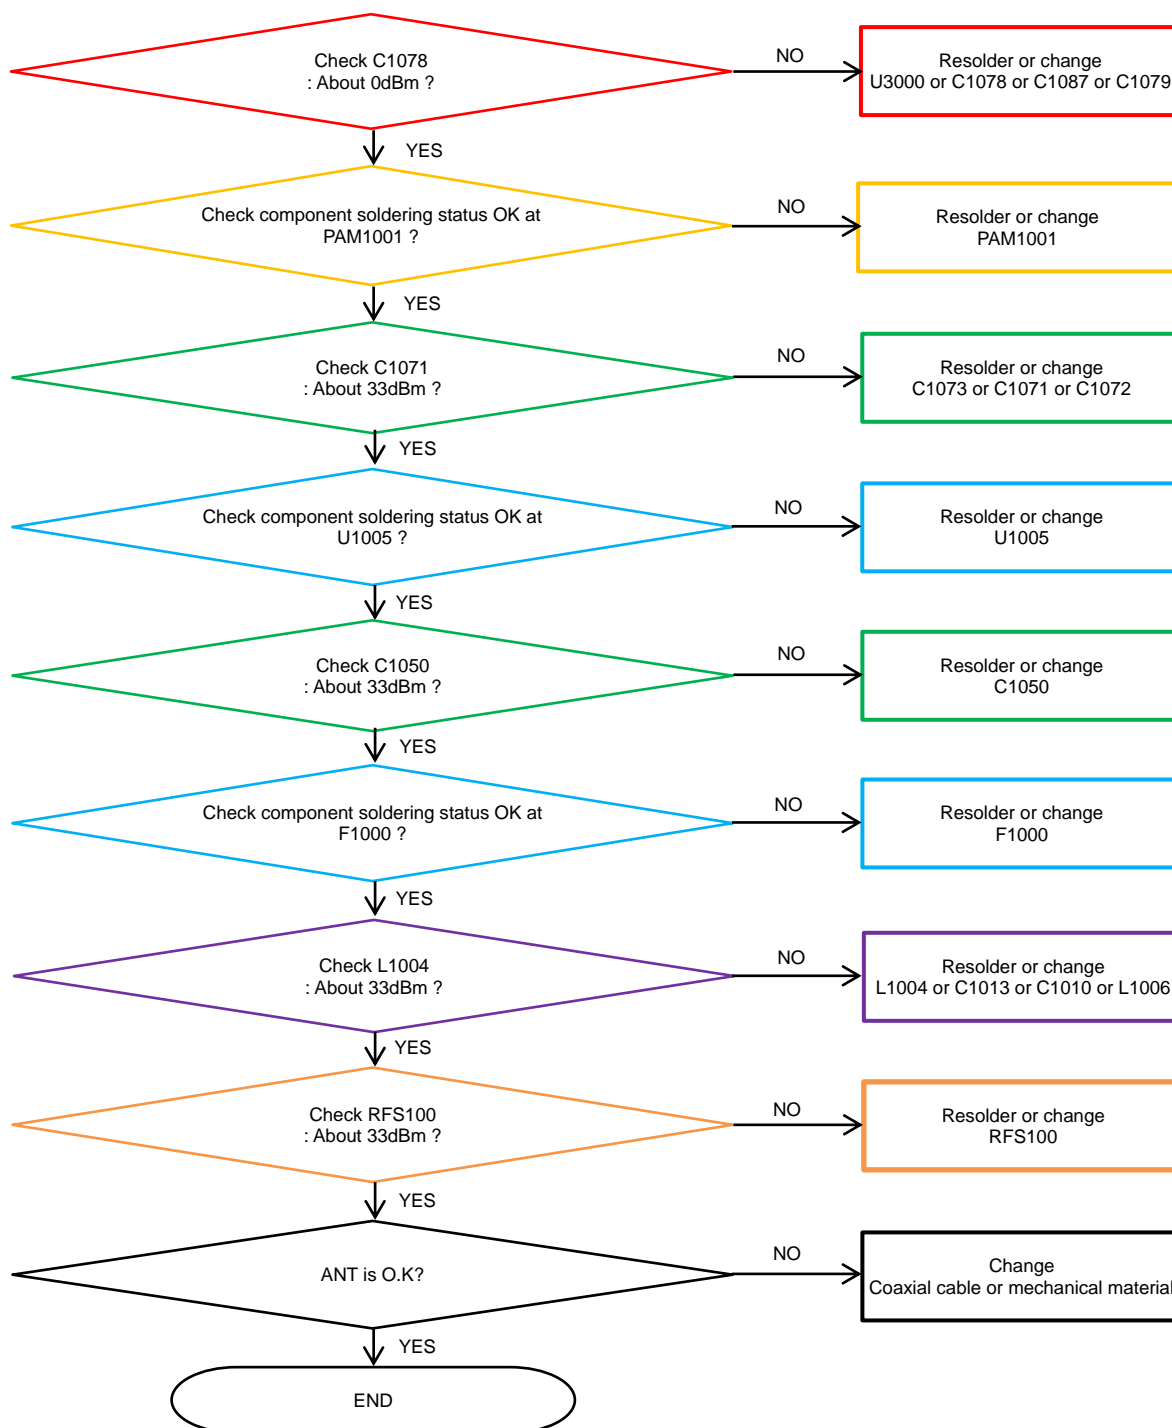 Check C1078
: About 0dBm ?
NO
Resolder or change
U3000 or C1078 or C1087 or C1079
YES
Check component soldering status OK at
PAM1001 ?
NO
Resolder or change
PAM1001
YES
Check C1071
: About 33dBm ?
NO
Resolder or change
C1073 or C1071 or C1072
YES
Check component soldering status OK at
U1005 ?
NO
Resolder or change
U1005
YES
Check C1050
: About 33dBm ?
NO
Resolder or change
C1050
YES
Check component soldering status OK at
F1000 ?
NO
Resolder or change
F1000
YES
Check L1004
: About 33dBm ?
NO
Resolder or change
L1004 or C1013 or C1010 or L1006
YES
Check RFS100
: About 33dBm ?
NO
Resolder or change
RFS100
YES
ANT is O.K?
NO
Change
Coaxial cable or mechanical material
YES
END